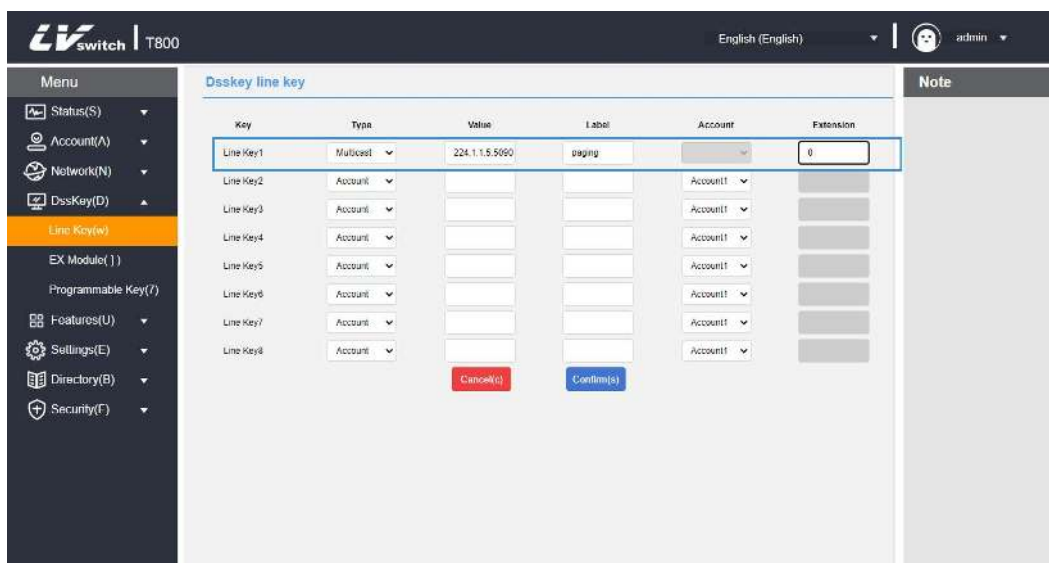 LVswitch | T800
English (English)
admin
Menu
Dsskey line key
Note
Status(S)
Account(A)
Network(N)
DssKey(D)
Line Key(w)
EX Module( ] )
Programmable Key(7)
Features(U)
Settings(E)
Directory(B)
Security(F)
Key Type Value Label Account Extension
Line Key1 Multicast 224.1.1.5.5090 paging 0
Line Key2 Account Account1
Line Key3 Account Account1
Line Key4 Account Account1
Line Key5 Account Account1
Line Key6 Account Account1
Line Key7 Account Account1
Line Key8 Account Account1
Cancel(c) Confirm(s)